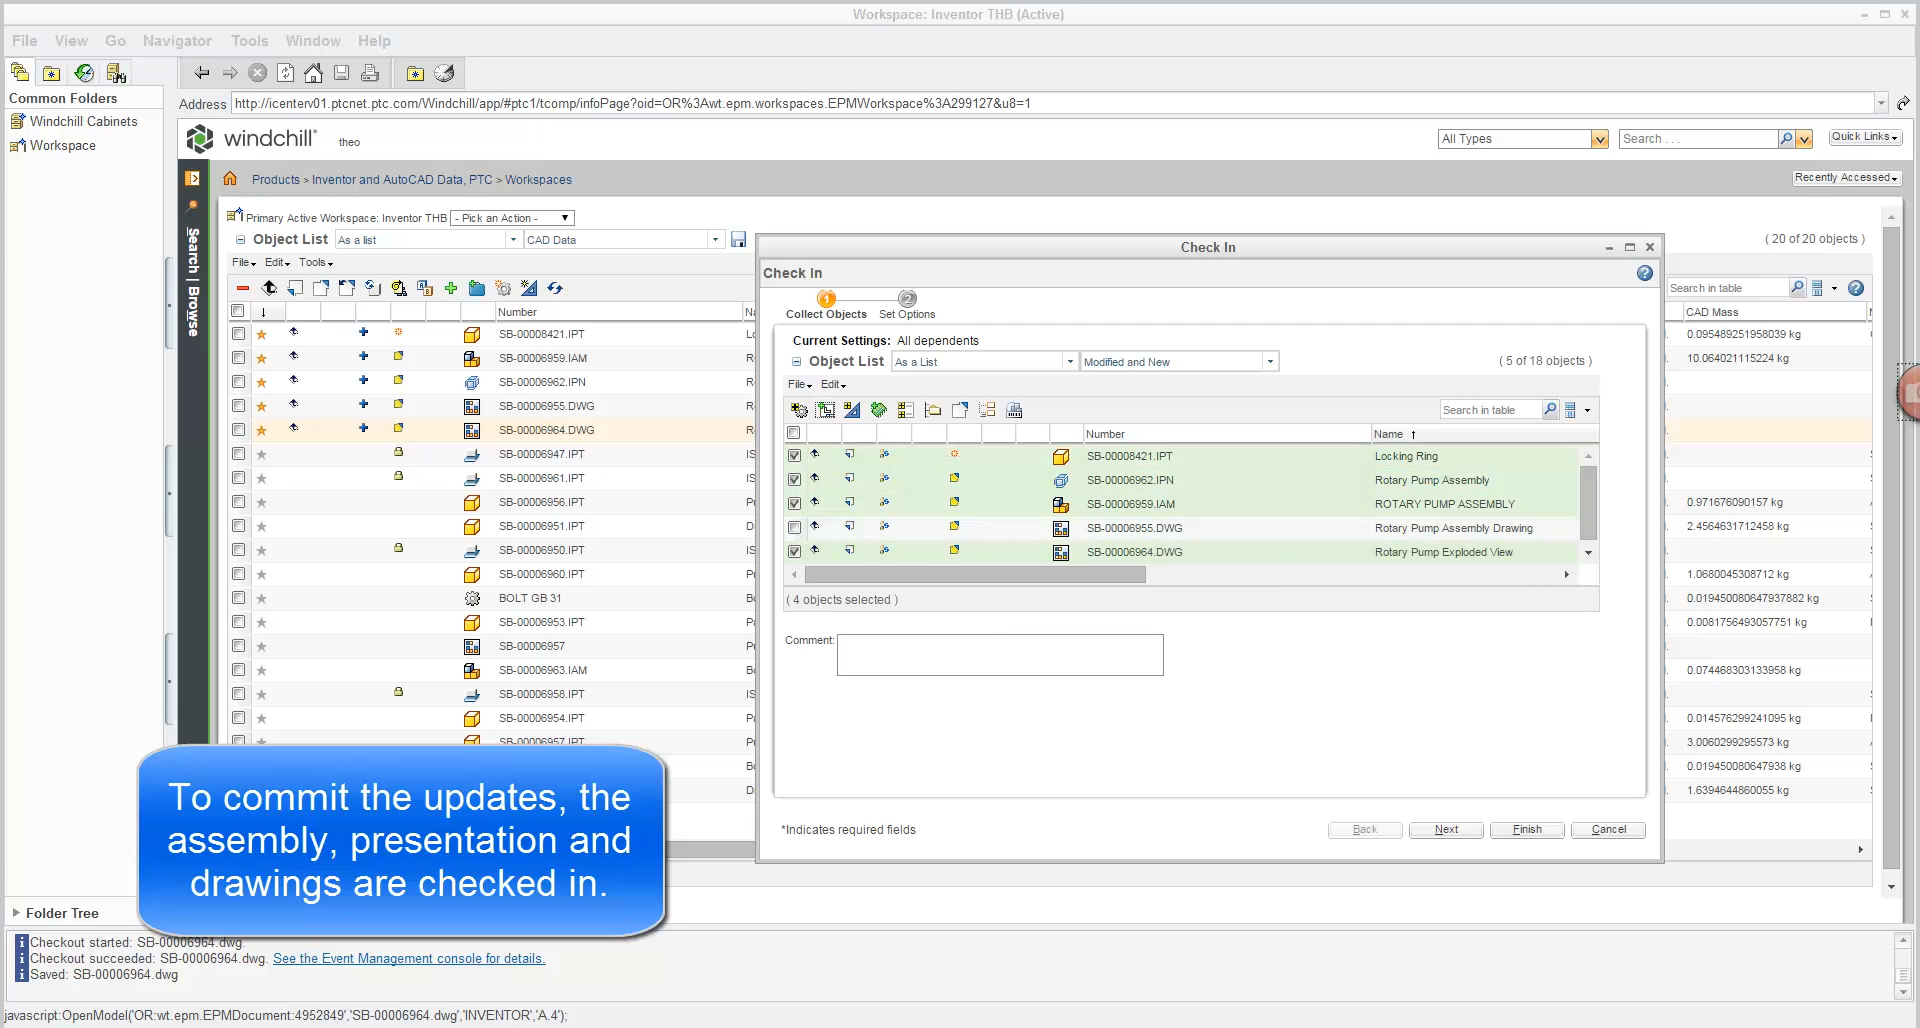 Workspace: Inventor THB (Active)
File View Go Navigator Tools Window Help
Common Folders
Windchill Cabinets
Workspace
Address http://icenterv01.ptcnet.ptc.com/Windchill/app/#ptc1/tcomp/infoPage?oid=OR%3Awt.epm.workspaces.EPMWorkspace%3A299127&u8=1
windchill® theo
All Types Search . . . Quick Links
Products > Inventor and AutoCAD Data, PTC > Workspaces
Recently Accessed
Search | Browse
Primary Active Workspace: Inventor THB - Pick an Action -
Object List As a list CAD Data
( 20 of 20 objects )
File Edit Tools
Search in table
Number
CAD Mass
SB-00008421.IPT
0.095489251958039 kg
SB-00006959.IAM
10.064021115224 kg
SB-00006962.IPN
SB-00006955.DWG
SB-00006964.DWG
SB-00006947.IPT
SB-00006961.IPT
SB-00006956.IPT
0.971676090157 kg
SB-00006951.IPT
2.4564631712458 kg
SB-00006950.IPT
SB-00006960.IPT
1.0680045308712 kg
BOLT GB 31
0.019450080647937882 kg
SB-00006953.IPT
0.0081756493057751 kg
SB-00006957
SB-00006963.IAM
0.074468303133958 kg
SB-00006958.IPT
SB-00006954.IPT
0.014576299241095 kg
SB-00006957.IPT
3.0060299295573 kg
0.019450080647938 kg
1.6394644860055 kg
Check In
Check In
1 2
Collect Objects Set Options
Current Settings: All dependents
Object List As a List Modified and New
( 5 of 18 objects )
File Edit
Search in table
Number Name
SB-00008421.IPT Locking Ring
SB-00006962.IPN Rotary Pump Assembly
SB-00006959.IAM ROTARY PUMP ASSEMBLY
SB-00006955.DWG Rotary Pump Assembly Drawing
SB-00006964.DWG Rotary Pump Exploded View
( 4 objects selected )
Comment:
*Indicates required fields
Back Next Finish Cancel
To commit the updates, the
assembly, presentation and
drawings are checked in.
Folder Tree
Checkout started: SB-00006964.dwg.
Checkout succeeded: SB-00006964.dwg. See the Event Management console for details.
Saved: SB-00006964.dwg
javascript:OpenModel('OR:wt.epm.EPMDocument:4952849','SB-00006964.dwg','INVENTOR','A.4');